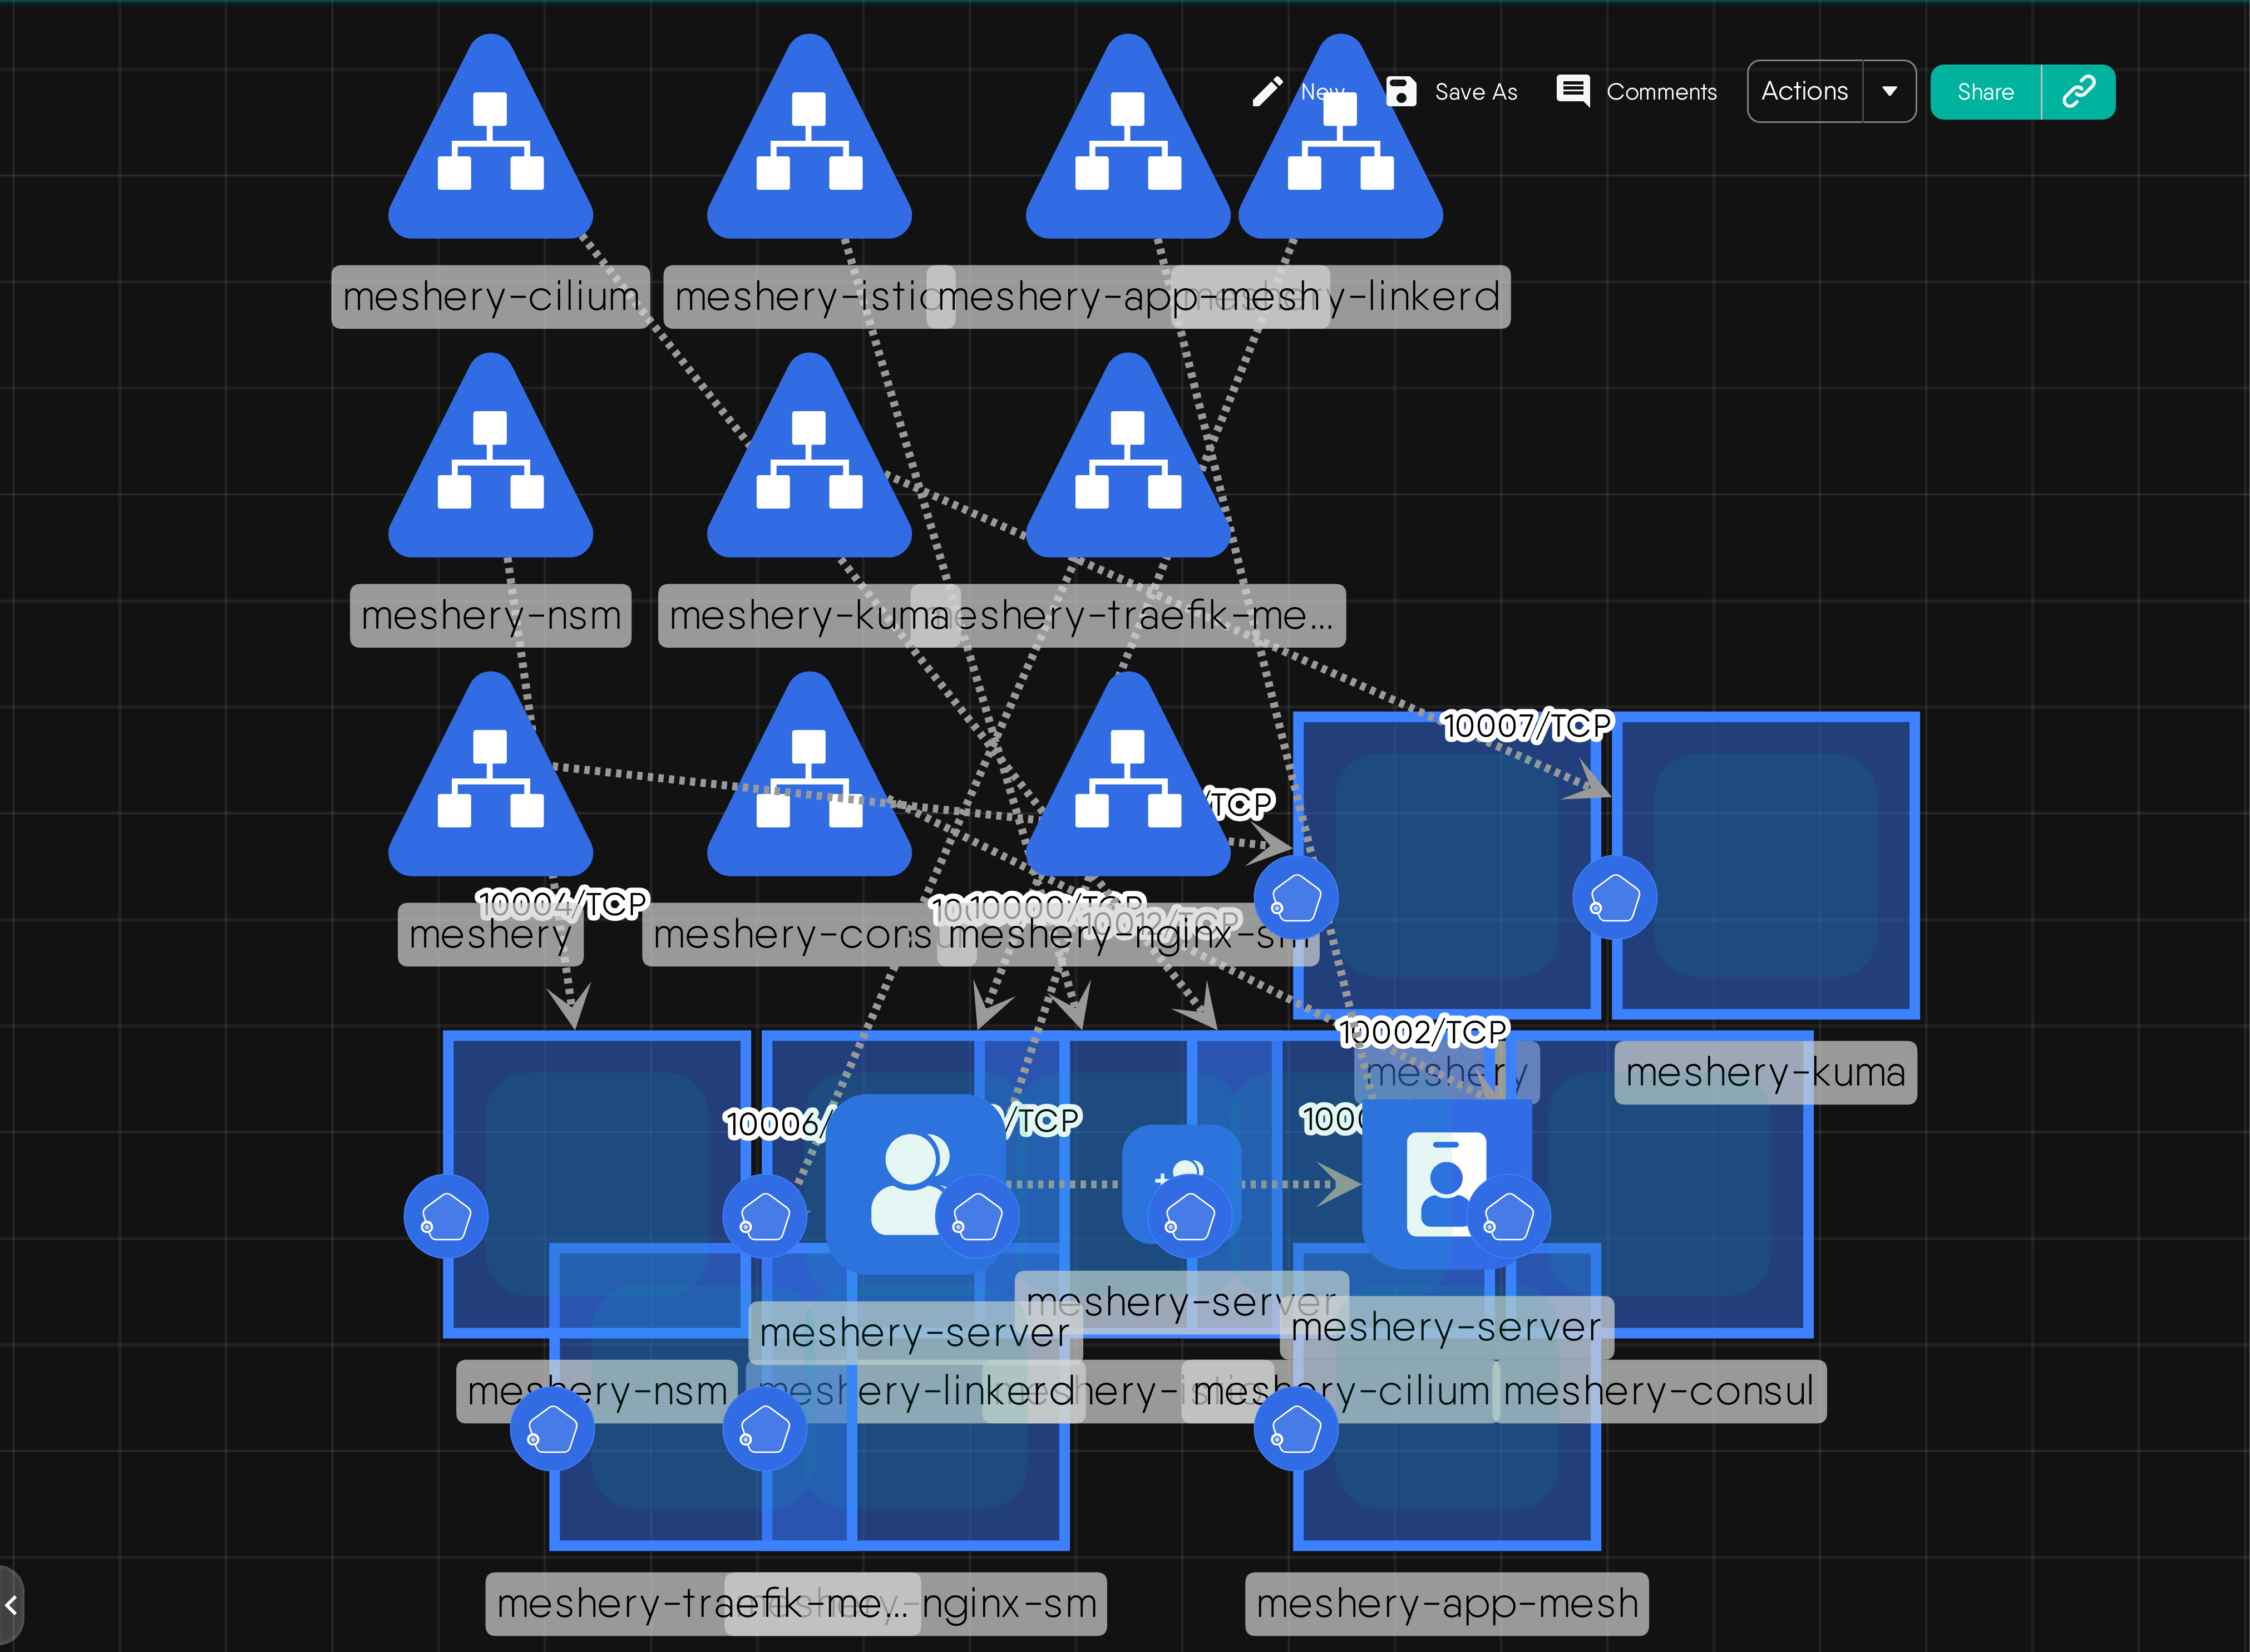 New
Save As
Comments
Actions
Share
meshery-cilium
meshery-istio
meshery-app-mesh
meshery-linkerd
meshery-nsm
meshery-kuma
meshery-traefik-me...
10007/TCP
/TCP
10004/TCP
10000/TCP
10012/TCP
meshery
meshery-consul
meshery-nginx-sm
10002/TCP
meshery
meshery-kuma
10006/
/TCP
meshery-server
meshery-server
meshery-server
meshery-nsm
meshery-linkerd
meshery-istio
meshery-cilium
meshery-consul
meshery-traefik-me...
meshery-nginx-sm
meshery-app-mesh